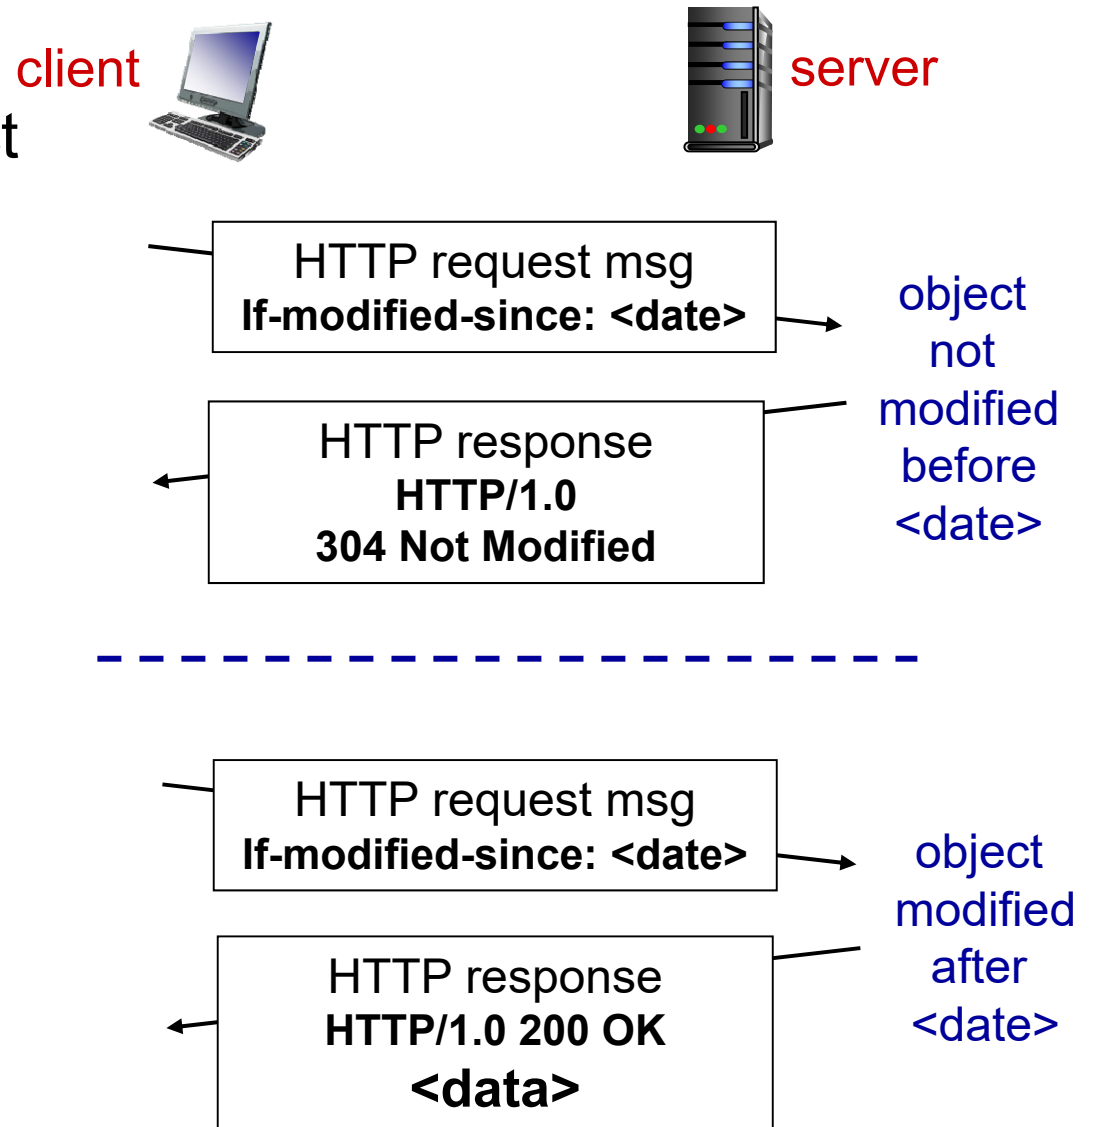 client
server
t
HTTP request msg
If-modified-since: <date>
object
not
modified
before
<date>
HTTP response
HTTP/1.0
304 Not Modified
HTTP request msg
If-modified-since: <date>
object
modified
after
<date>
HTTP response
HTTP/1.0 200 OK
<data>